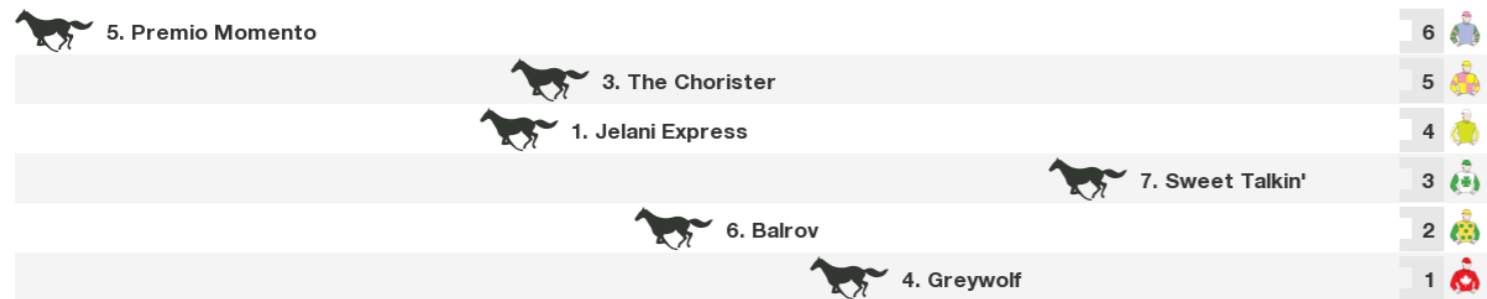 5. Premio Momento 6
3. The Chorister 5
1. Jelani Express 4
7. Sweet Talkin' 3
6. Balrov 2
4. Greywolf 1